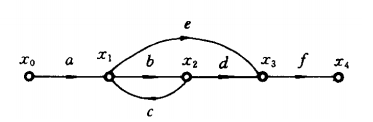 e
x₀ a x₁ b x₂ d x₃ f x₄
c